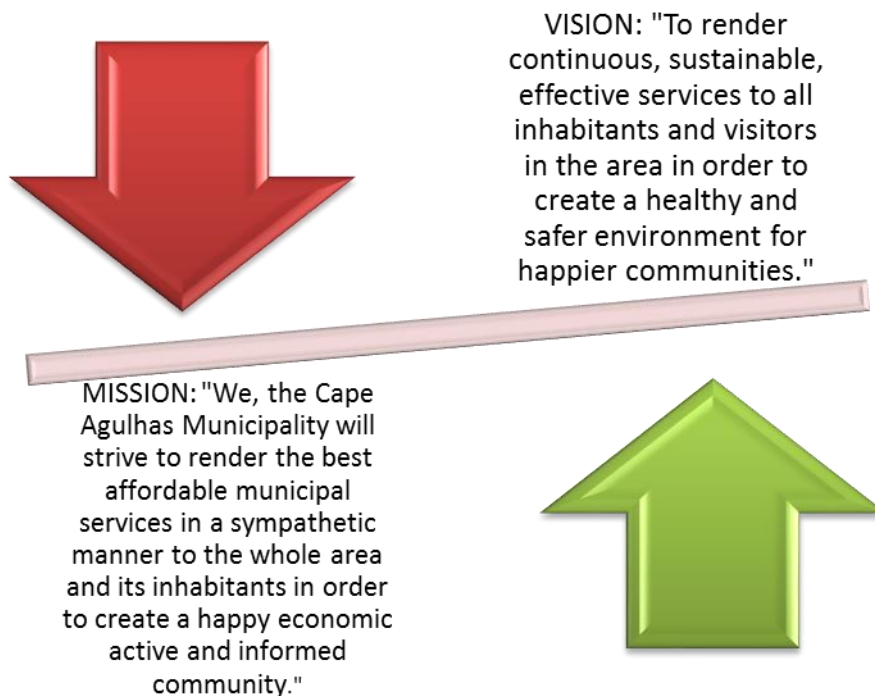 VISION: "To render
continuous, sustainable,
effective services to all
inhabitants and visitors
in the area in order to
create a healthy and
safer environment for
happier communities."
MISSION: "We, the Cape
Agulhas Municipality will
strive to render the best
affordable municipal
services in a sympathetic
manner to the whole area
and its inhabitants in order
to create a happy economic
active and informed
community."